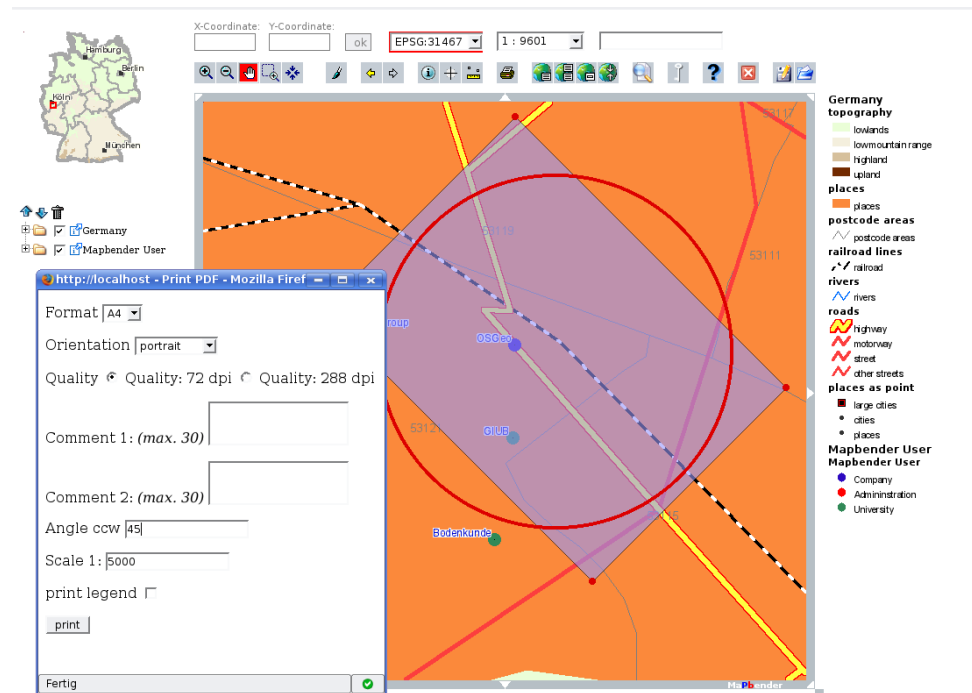 X-Coordinate: Y-Coordinate:
ok
EPSG:31467
1 : 9601
Hamburg
Berlin
Köln
München
Germany
Mapbender User
http://localhost - Print PDF - Mozilla Firef
Format A4
Orientation portrait
Quality Quality: 72 dpi Quality: 288 dpi
Comment 1: (max. 30)
Comment 2: (max. 30)
Angle ccw 45
Scale 1: 5000
print legend
print
Fertig
53117
53119
53111
roup
OSGeo
53121
GIUB
Bodenkunde
MaPbender
Germany
topography
lowlands
lowmountain range
highland
upland
places
places
postcode areas
postcode areas
railroad lines
railroad
rivers
rivers
roads
highway
motorway
street
other streets
places as point
large cities
cities
places
Mapbender User
Mapbender User
Company
Admininstration
University